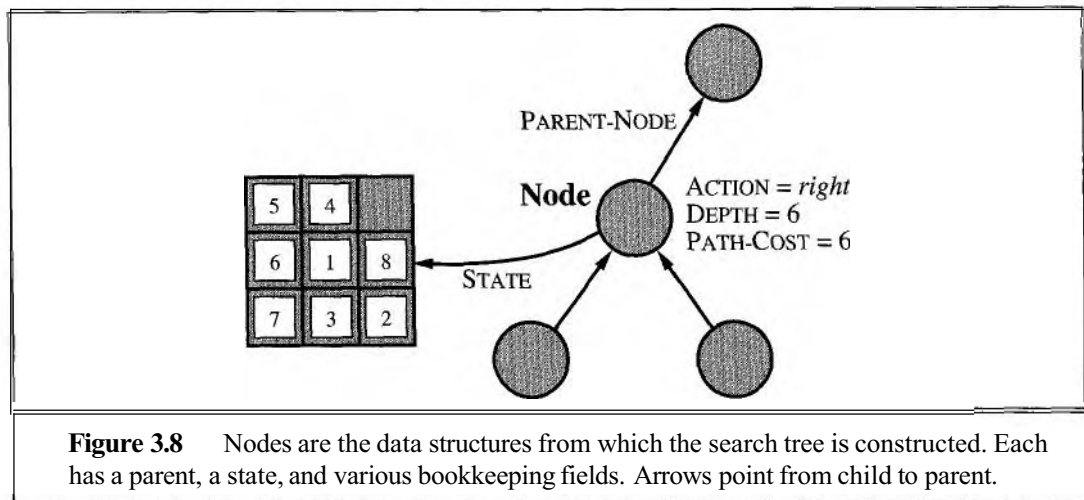 PARENT-NODE
Node
ACTION = right
DEPTH = 6
PATH-COST = 6
5 4
6 1 8
7 3 2
STATE
Figure 3.8 Nodes are the data structures from which the search tree is constructed. Each
has a parent, a state, and various bookkeeping fields. Arrows point from child to parent.